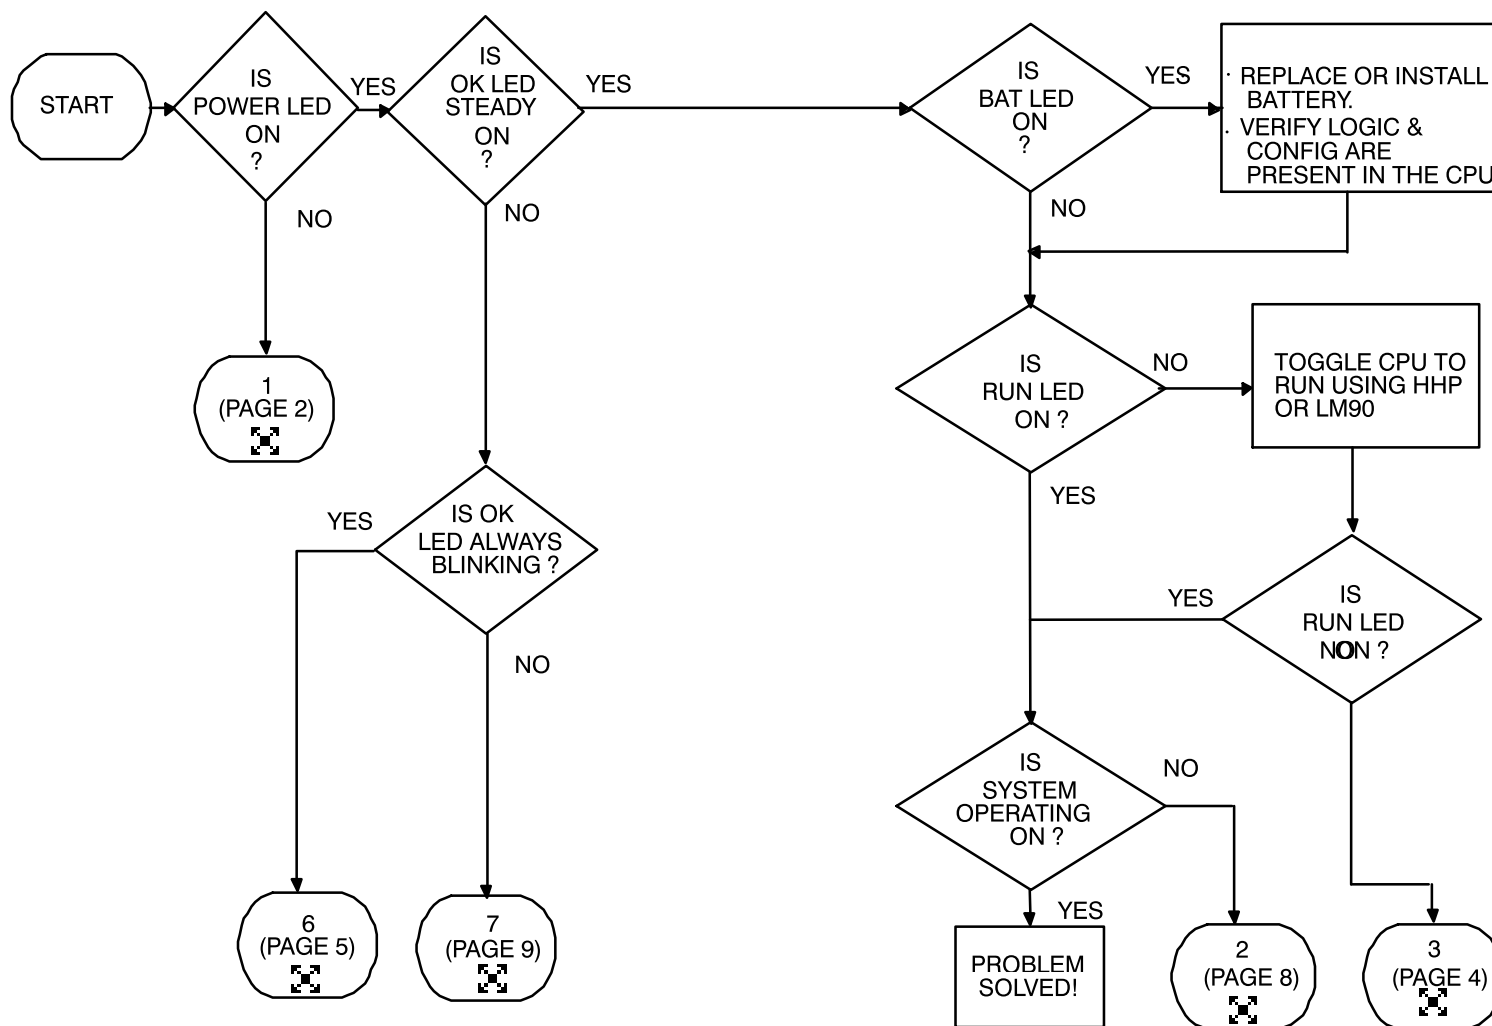 START
IS
POWER LED
ON
?
YES
NO
1
(PAGE 2)
IS
OK LED
STEADY
ON
?
YES
NO
IS OK
LED ALWAYS
BLINKING ?
YES
NO
6
(PAGE 5)
7
(PAGE 9)
IS
BAT LED
ON
?
YES
NO
· REPLACE OR INSTALL
BATTERY.
· VERIFY LOGIC &
CONFIG ARE
PRESENT IN THE CPU
IS
RUN LED
ON ?
NO
YES
TOGGLE CPU TO
RUN USING HHP
OR LM90
IS
RUN LED
NON ?
YES
IS
SYSTEM
OPERATING
ON ?
NO
YES
PROBLEM
SOLVED!
2
(PAGE 8)
3
(PAGE 4)